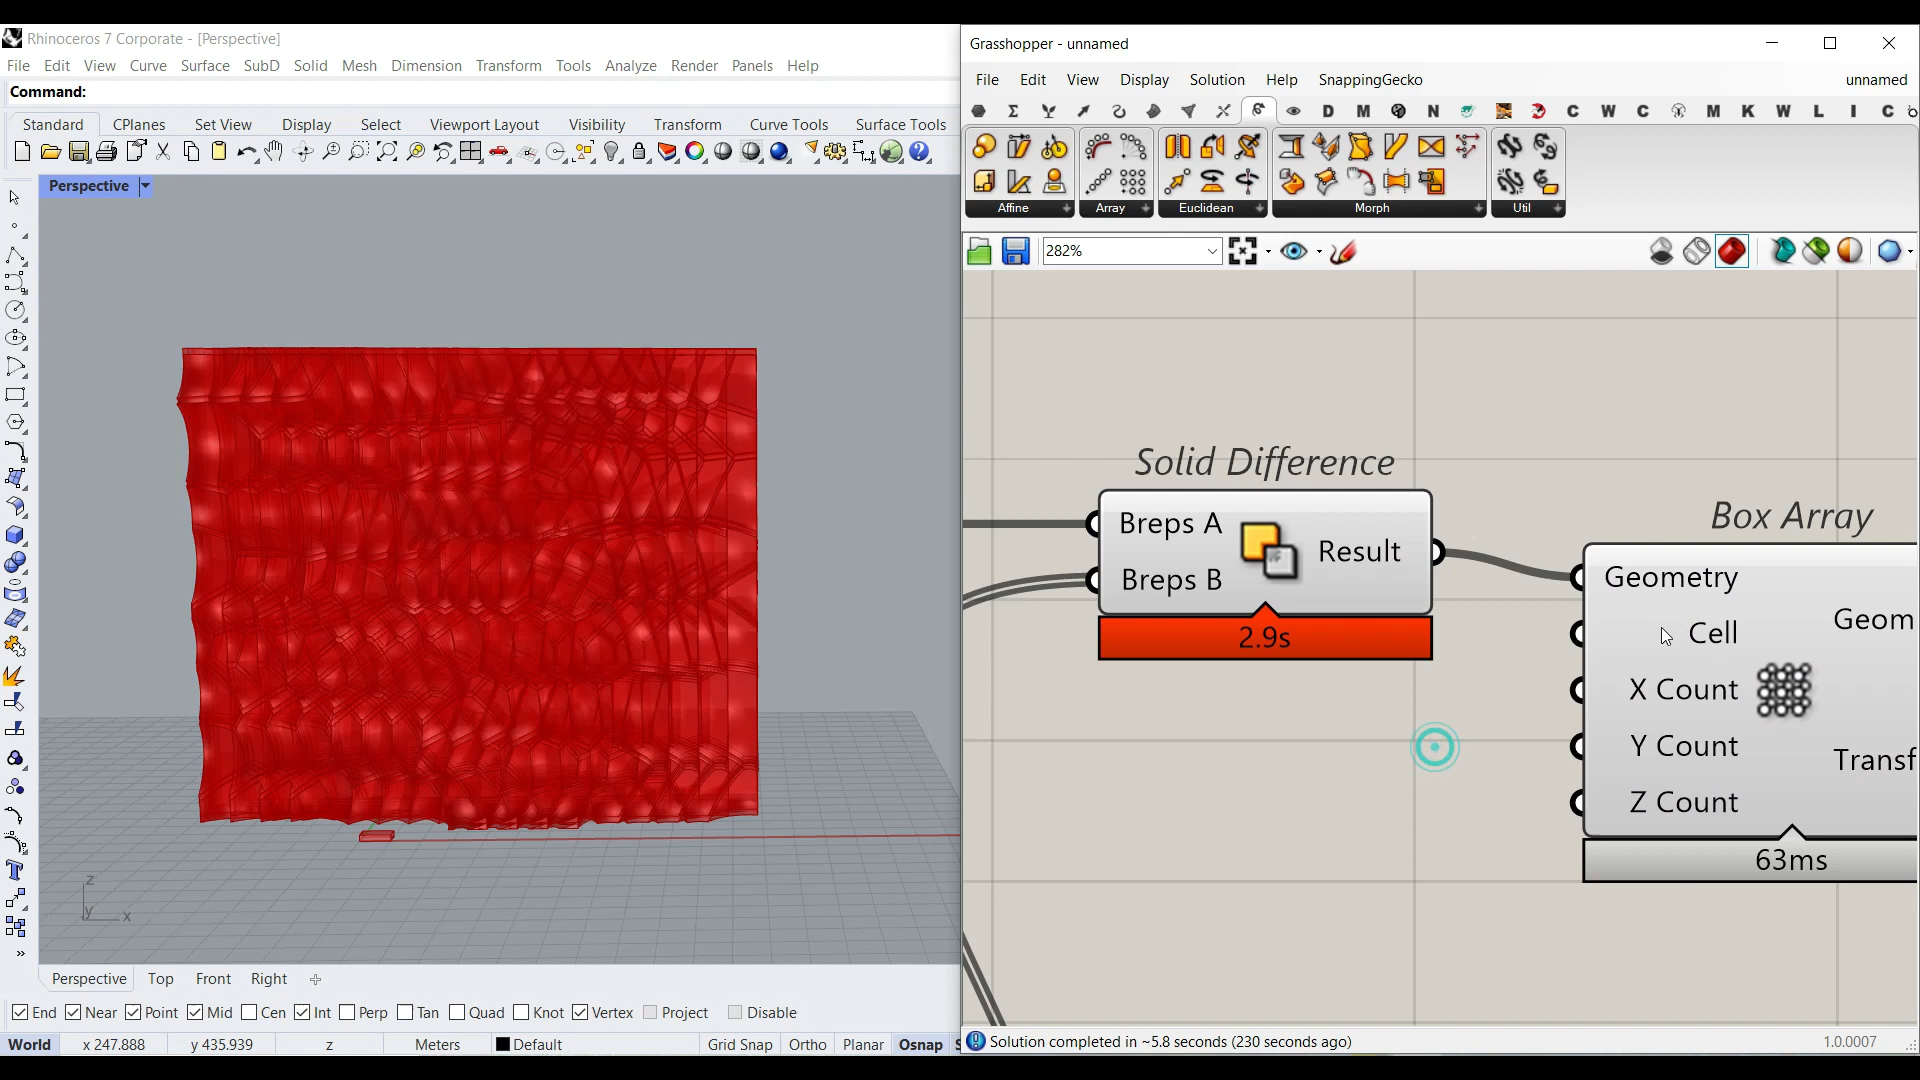 Rhinoceros 7 Corporate - [Perspective]
File Edit View Curve Surface SubD Solid Mesh Dimension Transform Tools Analyze Render Panels Help
Command:
Standard CPlanes Set View Display Select Viewport Layout Visibility Transform Curve Tools Surface Tools
Perspective
z
y x
Perspective Top Front Right
End Near Point Mid Cen Int Perp Tan Quad Knot Vertex Project Disable
World x 247.888 y 435.939 z Meters Default Grid Snap Ortho Planar Osnap S
Grasshopper - unnamed
File Edit View Display Solution Help SnappingGecko unnamed
D M N C W C M K W L I C
Affine Array Euclidean Morph Util
282%
Solid Difference
Breps A
Breps B
Result
2.9s
Box Array
Geometry
Cell
X Count
Y Count
Z Count
Geom
Transf
63ms
Solution completed in ~5.8 seconds (230 seconds ago) 1.0.0007